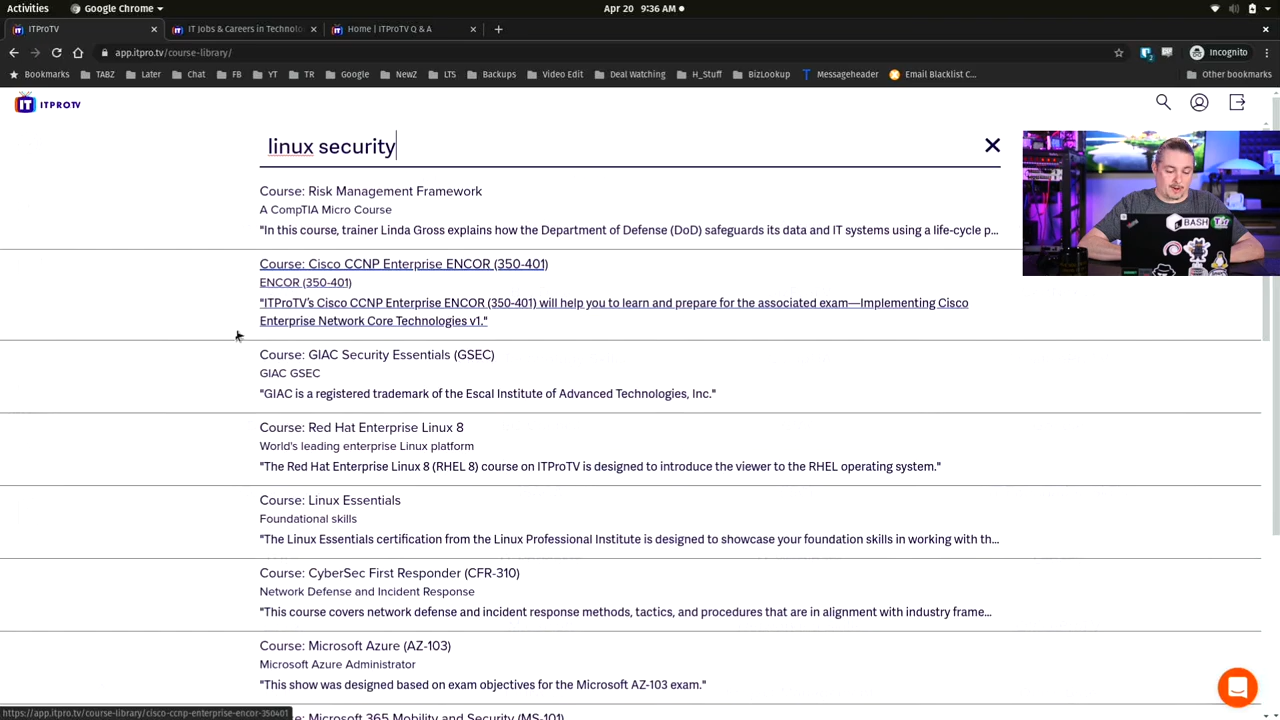 Activities
Google Chrome
Apr 20 9:36 AM
ITProTV
IT Jobs & Careers in Technolo
Home | ITProTV Q & A
app.itpro.tv/course-library/
2
Incognito
Bookmarks
TABZ
Later
Chat
FB
YT
TR
Google
NewZ
LTS
Backups
Video Edit
Deal Watching
H_Stuff
BizLookup
Messageheader
Email Blacklist C...
Other bookmarks
IT ITPROTV
linux security
Course: Risk Management Framework
A CompTIA Micro Course
"In this course, trainer Linda Gross explains how the Department of Defense (DoD) safeguards its data and IT systems using a life-cycle p...
Course: Cisco CCNP Enterprise ENCOR (350-401)
ENCOR (350-401)
"ITProTV's Cisco CCNP Enterprise ENCOR (350-401) will help you to learn and prepare for the associated exam—Implementing Cisco
Enterprise Network Core Technologies v1."
Course: GIAC Security Essentials (GSEC)
GIAC GSEC
"GIAC is a registered trademark of the Escal Institute of Advanced Technologies, Inc."
Course: Red Hat Enterprise Linux 8
World's leading enterprise Linux platform
"The Red Hat Enterprise Linux 8 (RHEL 8) course on ITProTV is designed to introduce the viewer to the RHEL operating system."
Course: Linux Essentials
Foundational skills
"The Linux Essentials certification from the Linux Professional Institute is designed to showcase your foundation skills in working with th...
Course: CyberSec First Responder (CFR-310)
Network Defense and Incident Response
"This course covers network defense and incident response methods, tactics, and procedures that are in alignment with industry frame...
Course: Microsoft Azure (AZ-103)
Microsoft Azure Administrator
"This show was designed based on exam objectives for the Microsoft AZ-103 exam."
Course: Microsoft 365 Mobility and Security (MS-101)
https://app.itpro.tv/course-library/cisco-ccnp-enterprise-encor-350401
BASH